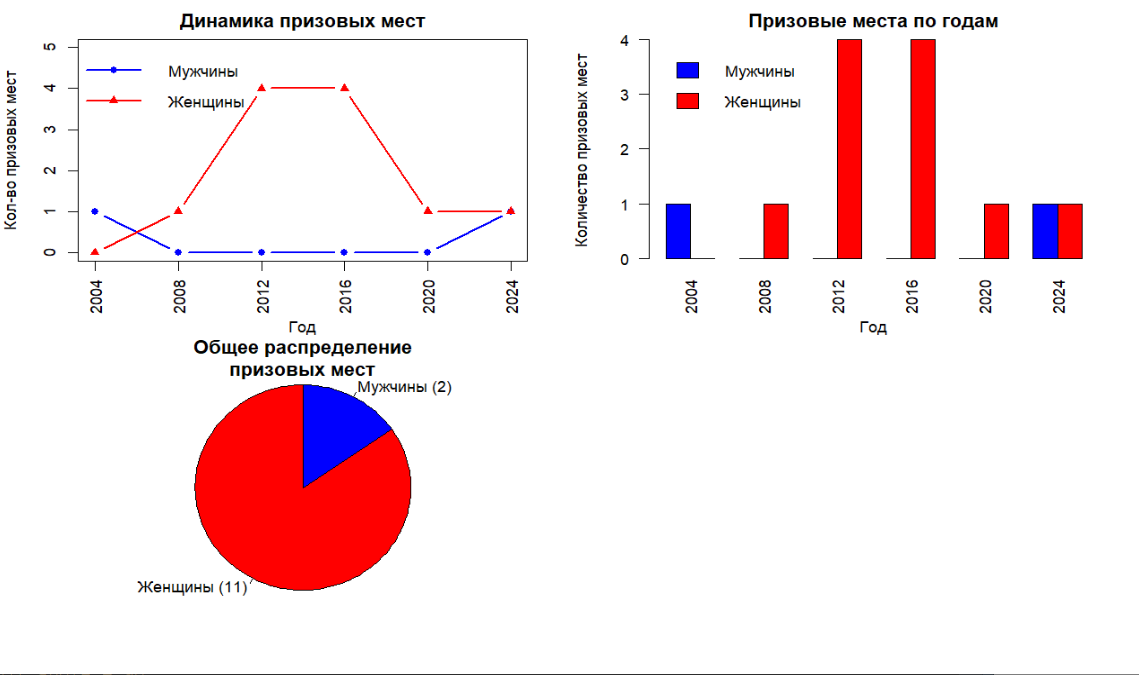 Динамика призовых мест
Кол-во призовых мест
5
4
3
2
1
0
Мужчины
Женщины
2004
2008
2012
2016
2020
2024
Год
Призовые места по годам
Количество призовых мест
4
3
2
1
0
Мужчины
Женщины
2004
2008
2012
2016
2020
2024
Год
Общее распределение
призовых мест
Мужчины (2)
Женщины (11)